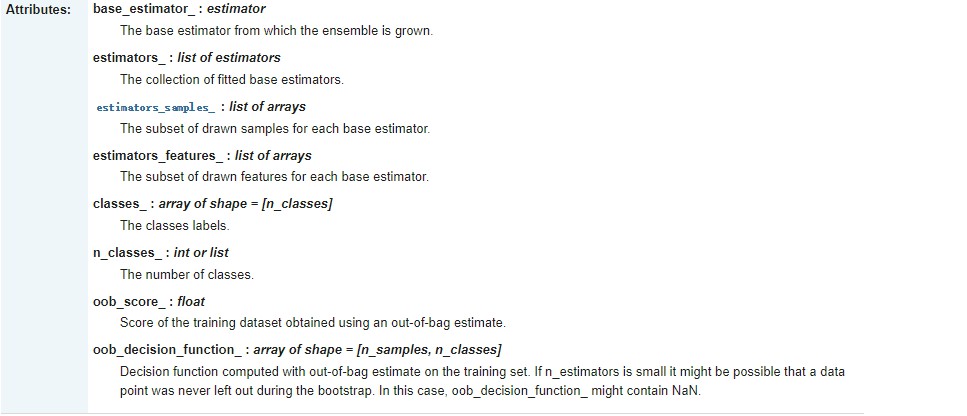 Attributes: base_estimator_ : estimator
The base estimator from which the ensemble is grown.
estimators_ : list of estimators
The collection of fitted base estimators.
estimators_samples_ : list of arrays
The subset of drawn samples for each base estimator.
estimators_features_ : list of arrays
The subset of drawn features for each base estimator.
classes_ : array of shape = [n_classes]
The classes labels.
n_classes_ : int or list
The number of classes.
oob_score_ : float
Score of the training dataset obtained using an out-of-bag estimate.
oob_decision_function_ : array of shape = [n_samples, n_classes]
Decision function computed with out-of-bag estimate on the training set. If n_estimators is small it might be possible that a data
point was never left out during the bootstrap. In this case, oob_decision_function_ might contain NaN.